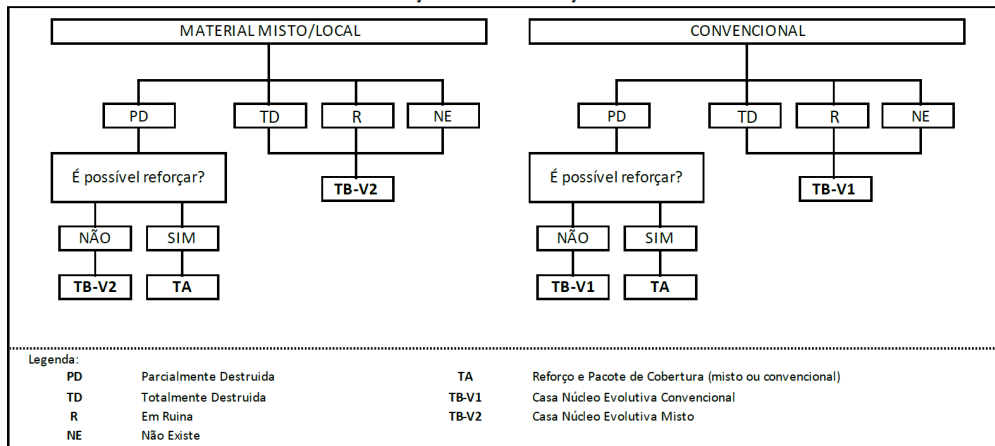 MATERIAL MISTO/LOCAL CONVENCIONAL
PD TD R NE PD TD R NE
É possível reforçar? É possível reforçar?
TB-V2 TB-V1
NÃO SIM NÃO SIM
TB-V2 TA TB-V1 TA
Legenda:
PD Parcialmente Destruida TA Reforço e Pacote de Cobertura (misto ou convencional)
TD Totalmente Destruida TB-V1 Casa Núcleo Evolutiva Convencional
R Em Ruina TB-V2 Casa Núcleo Evolutiva Misto
NE Não Existe